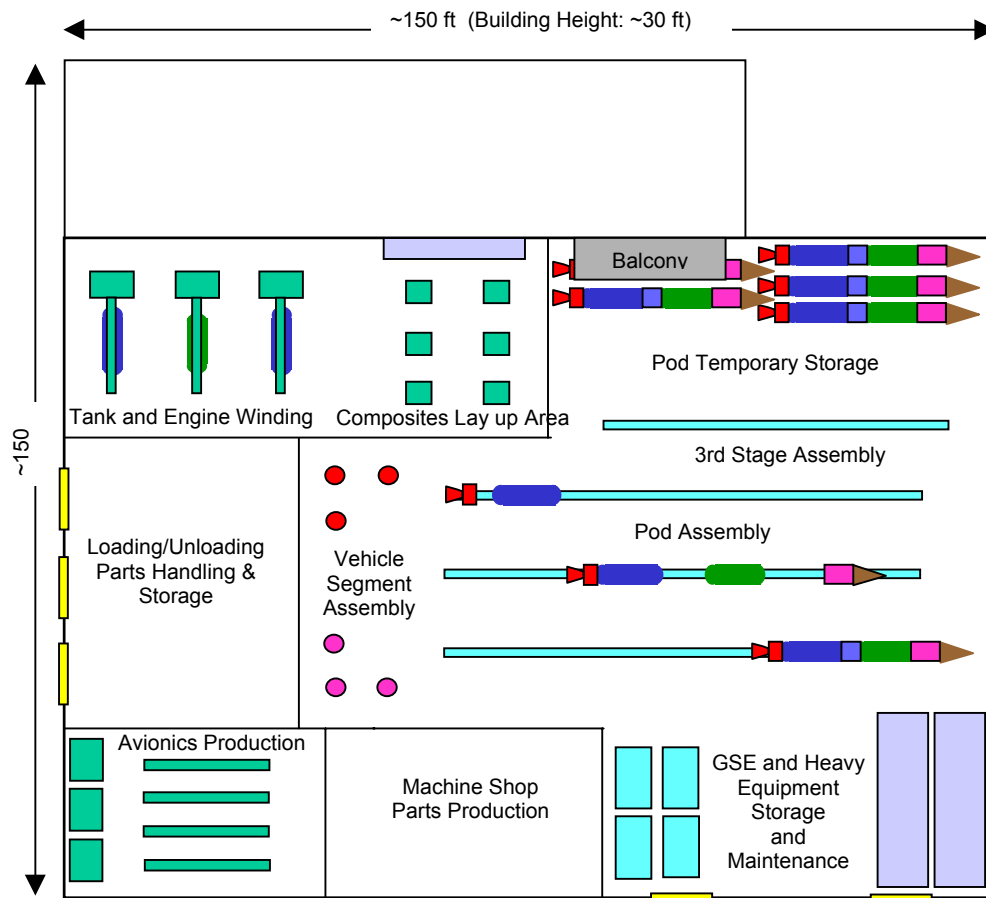 ~150 ft  (Building Height: ~30 ft)
~150
Balcony
Pod Temporary Storage
Tank and Engine Winding
Composites Lay up Area
3rd Stage Assembly
Pod Assembly
Loading/Unloading
Parts Handling &
Storage
Vehicle
Segment
Assembly
Avionics Production
Machine Shop
Parts Production
GSE and Heavy
Equipment
Storage
and
Maintenance